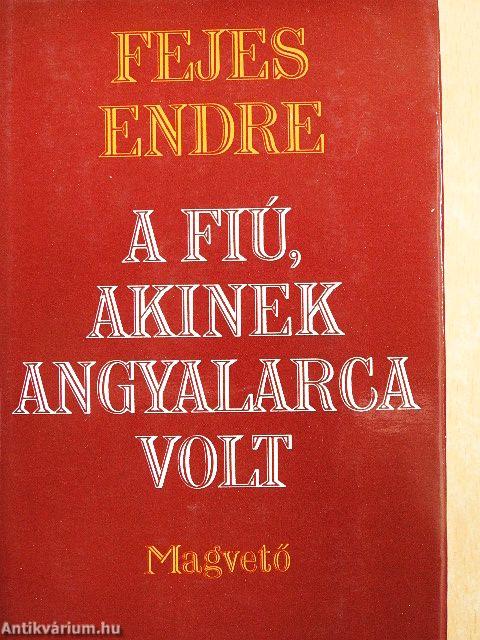 FEJES
ENDRE
A FIÚ,
AKINEK
ANGYALARCA
VOLT
Magvető
Antikvárium.hu